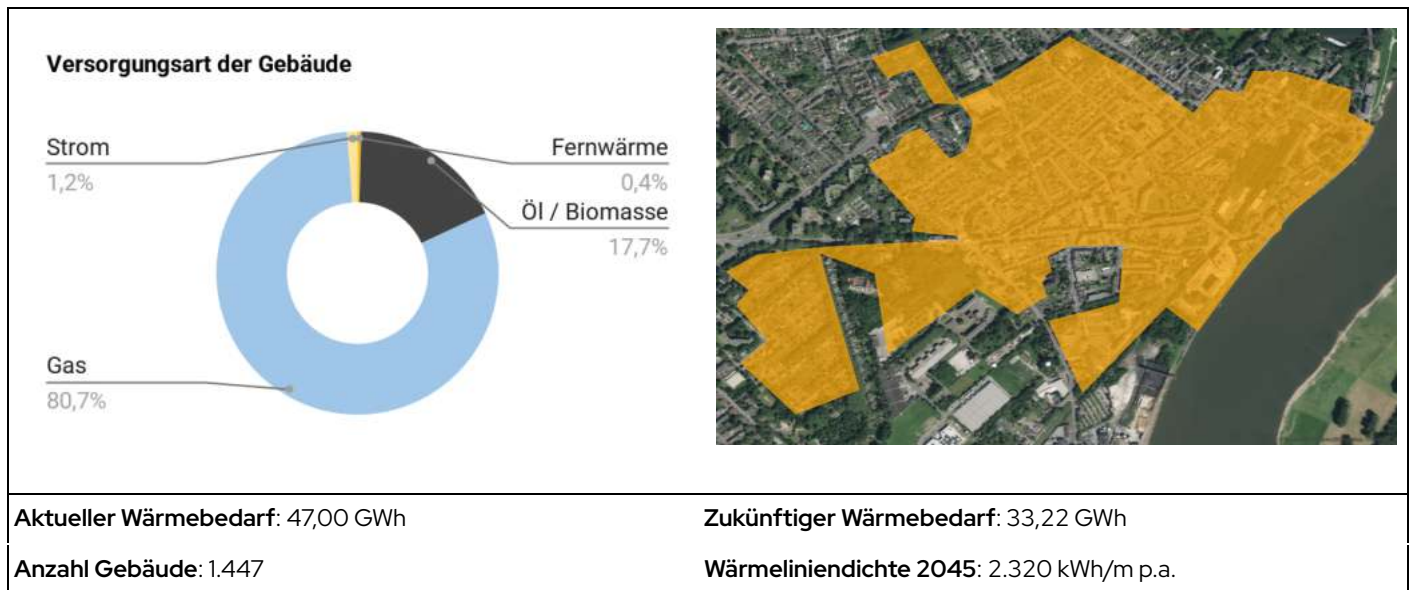 Versorgungsart der Gebäude
Strom
1,2%
Fernwärme
0,4%
Öl / Biomasse
17,7%
Gas
80,7%
Aktueller Wärmebedarf: 47,00 GWh
Zukünftiger Wärmebedarf: 33,22 GWh
Anzahl Gebäude: 1.447
Wärmeliniendichte 2045: 2.320 kWh/m p.a.